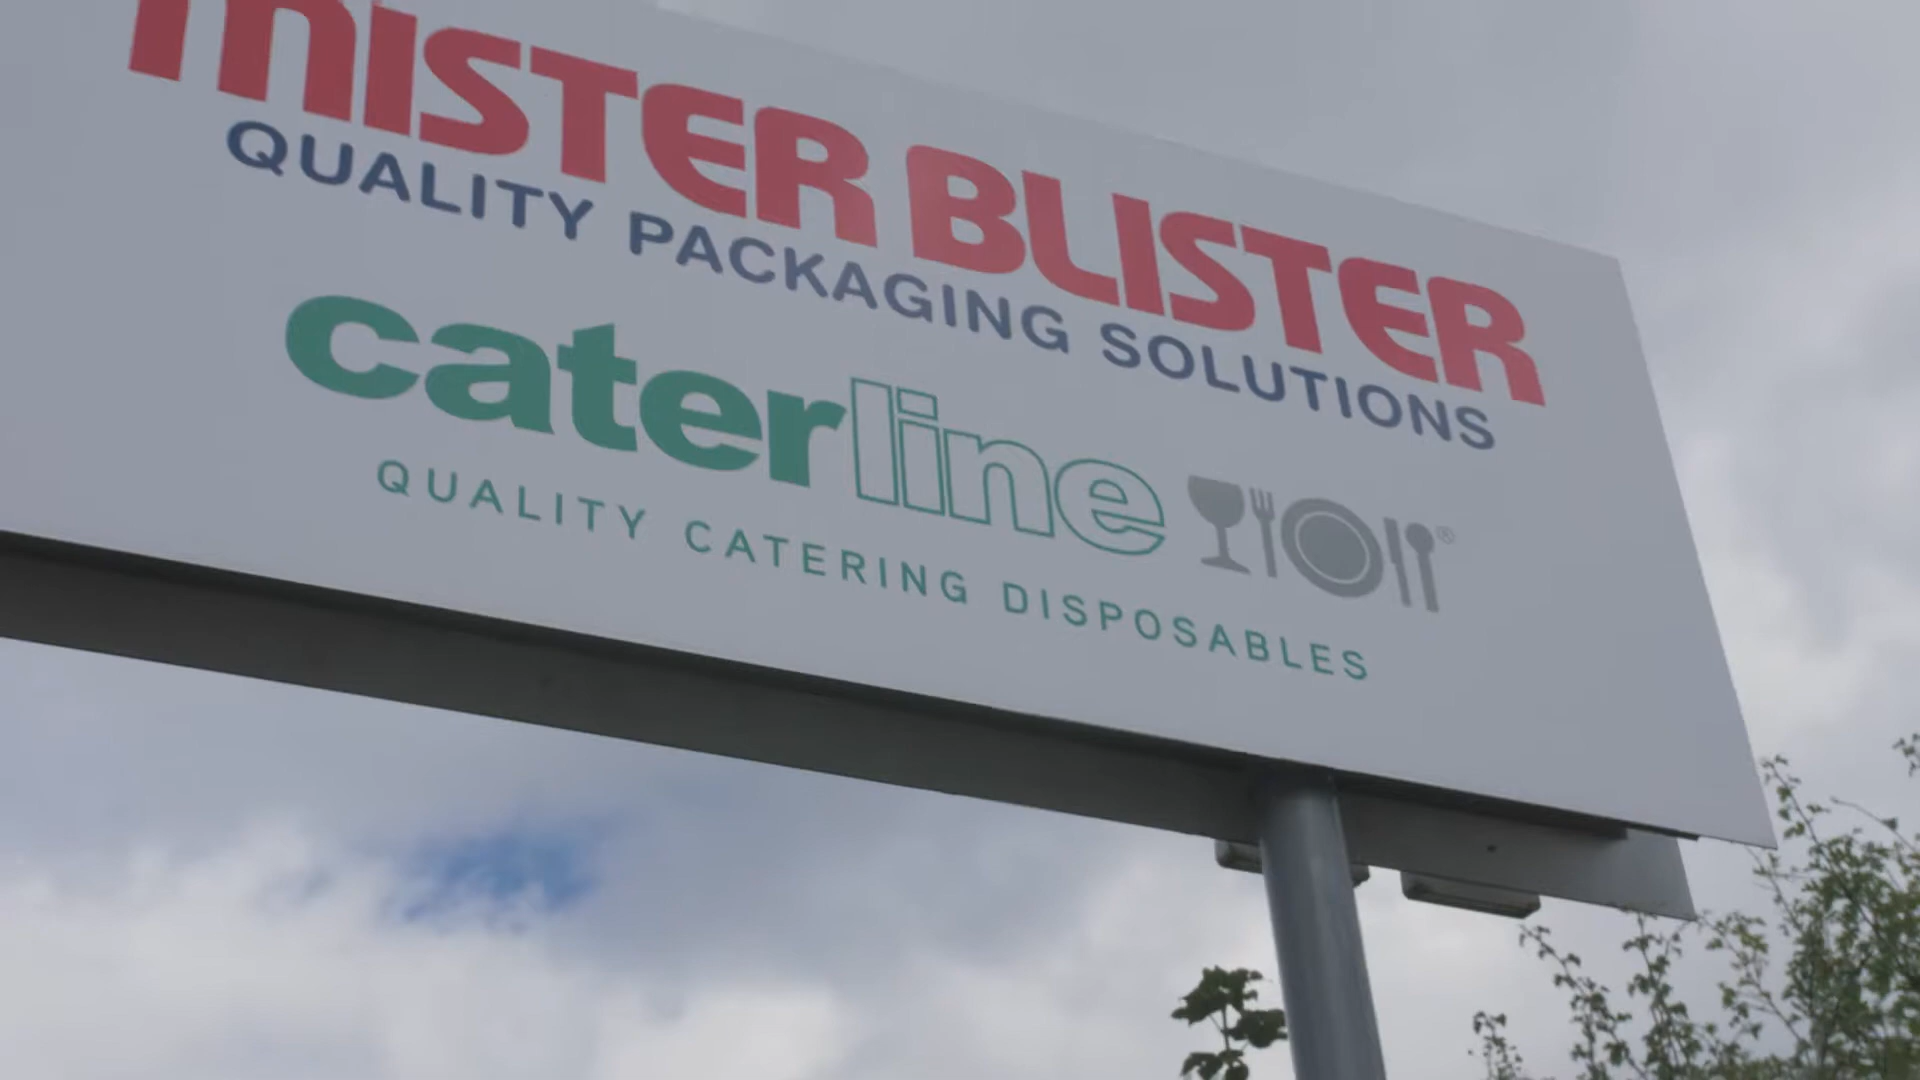 MISTER BLISTER
QUALITY PACKAGING SOLUTIONS
caterline ®
QUALITY CATERING DISPOSABLES